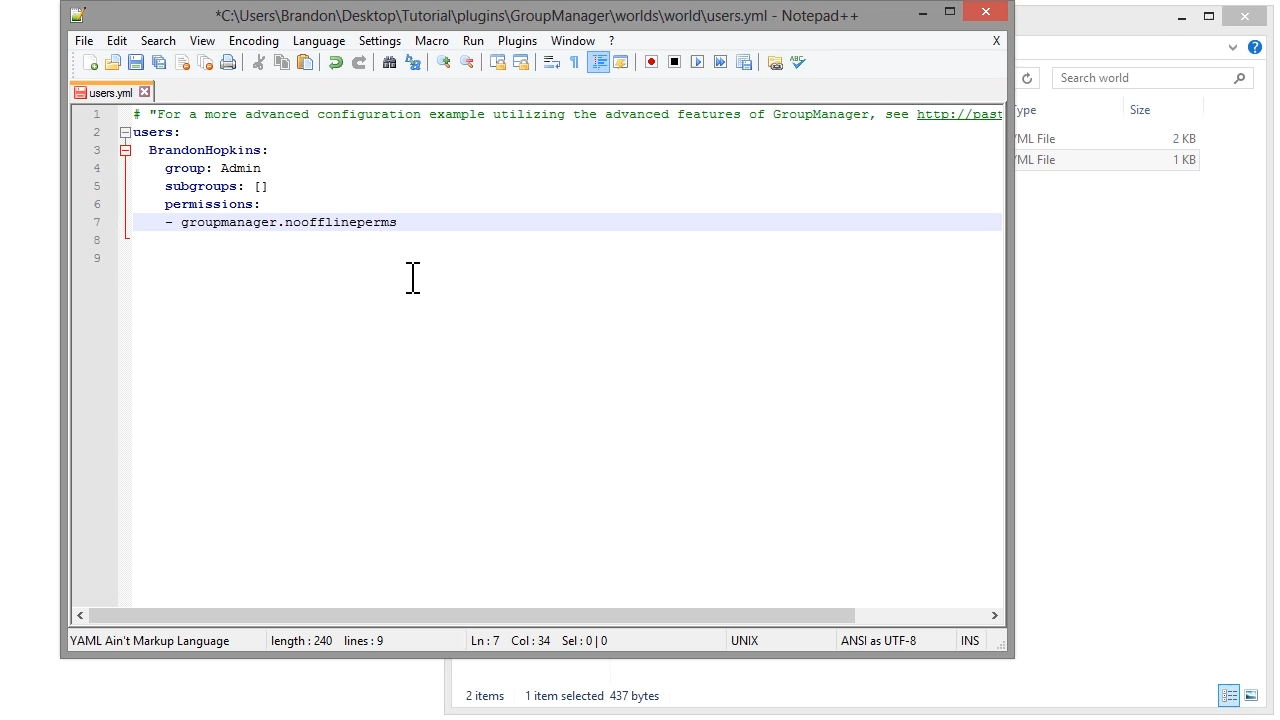 *C:\Users\Brandon\Desktop\Tutorial\plugins\GroupManager\worlds\world\users.yml - Notepad++
File Edit Search View Encoding Language Settings Macro Run Plugins Window ? X
users.yml
1 # "For a more advanced configuration example utilizing the advanced features of GroupManager, see http://past
2 users:
3 BrandonHopkins:
4 group: Admin
5 subgroups: []
6 permissions:
7 - groupmanager.noofflineperms
8
9
YAML Ain't Markup Language length : 240 lines : 9 Ln : 7 Col : 34 Sel : 0 | 0 UNIX ANSI as UTF-8 INS
Search world
Size
File 2 KB
File 1 KB
2 items 1 item selected 437 bytes